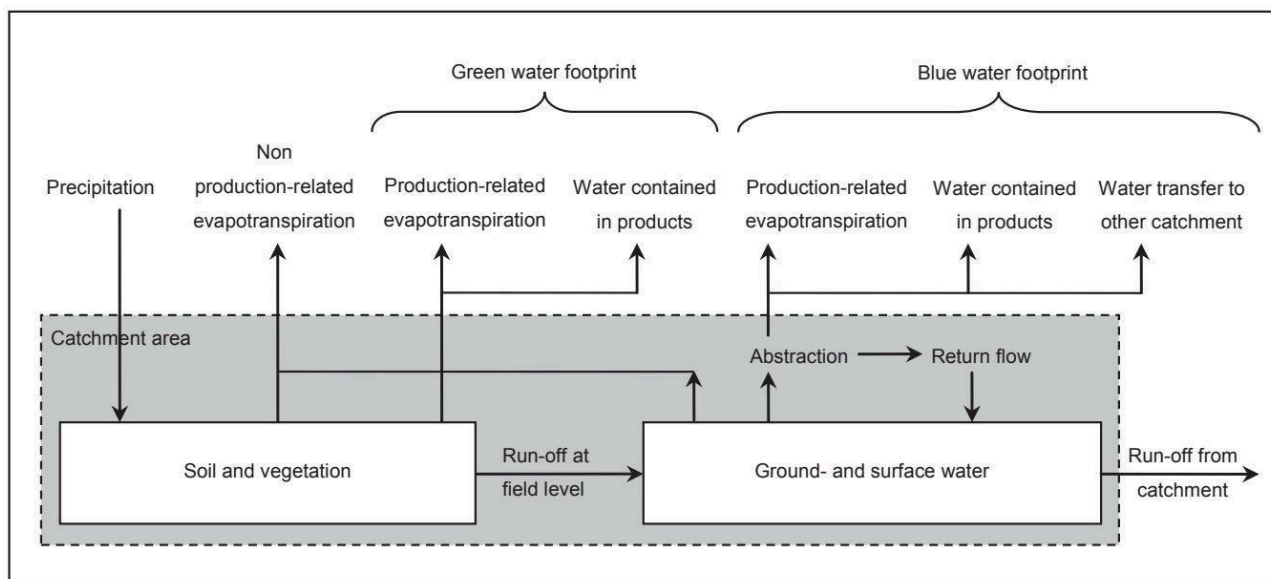 Green water footprint
Blue water footprint
Precipitation
Non
production-related
evapotranspiration
Production-related
evapotranspiration
Water contained
in products
Production-related
evapotranspiration
Water contained
in products
Water transfer to
other catchment
Catchment area
Abstraction
Return flow
Soil and vegetation
Run-off at
field level
Ground- and surface water
Run-off from
catchment